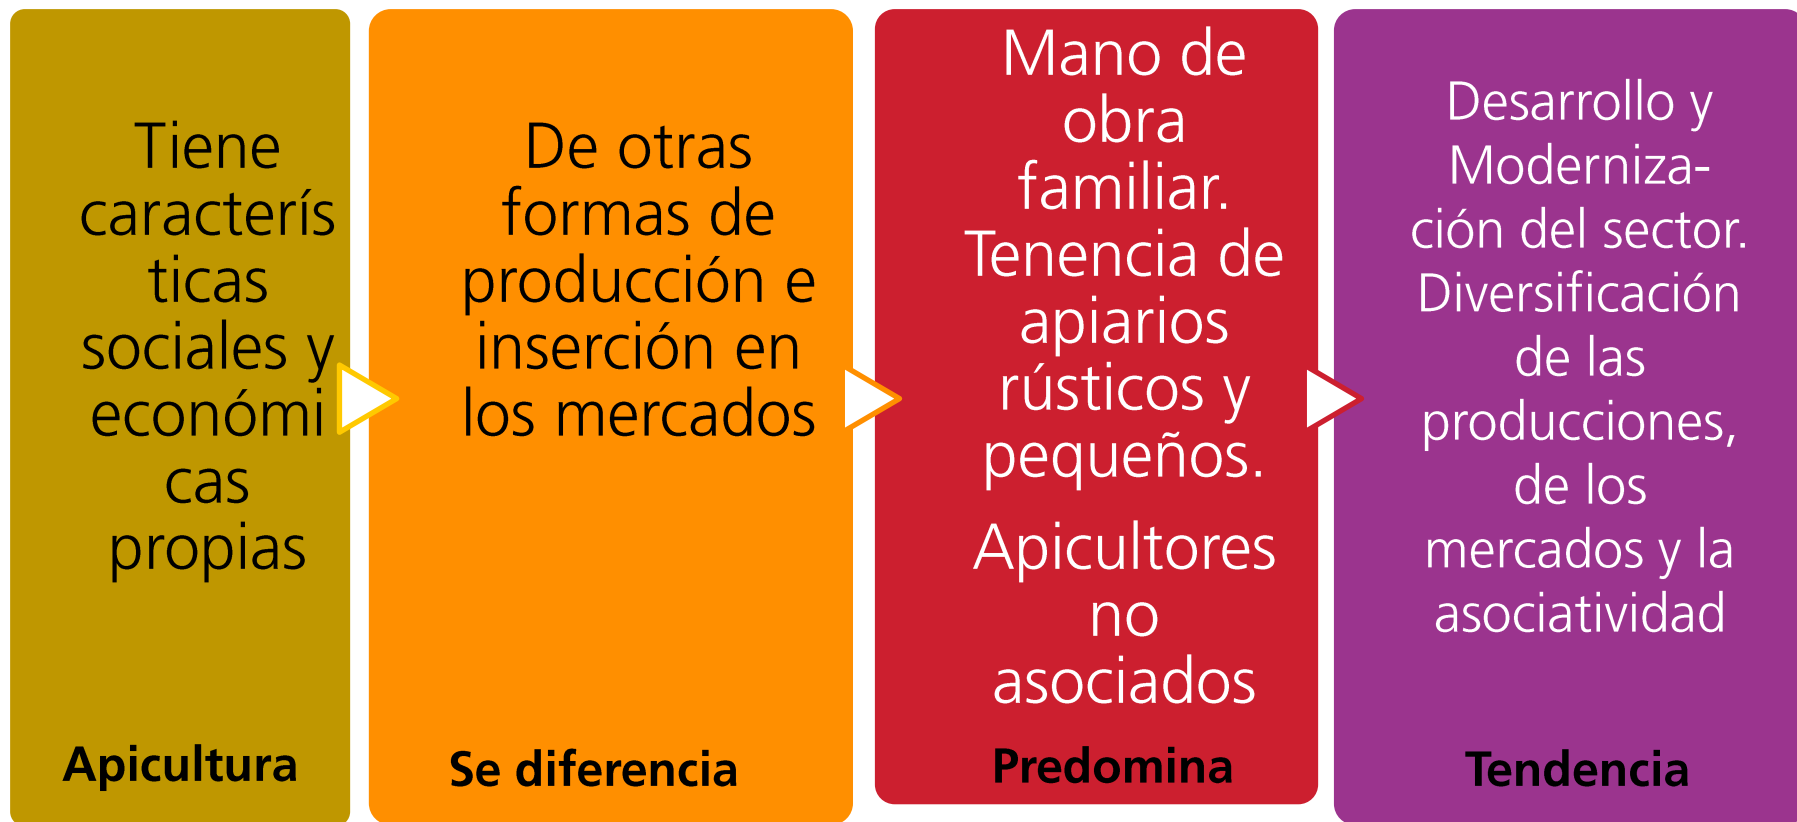 Tiene
caracterís
ticas
sociales y
económi
cas
propias
Apicultura
De otras
formas de
producción e
inserción en
los mercados
Se diferencia
Mano de
obra
familiar.
Tenencia de
apiarios
rústicos y
pequeños.
Apicultores
no
asociados
Predomina
Desarrollo y
Moderniza-
ción del sector.
Diversificación
de las
producciones,
de los
mercados y la
asociatividad
Tendencia